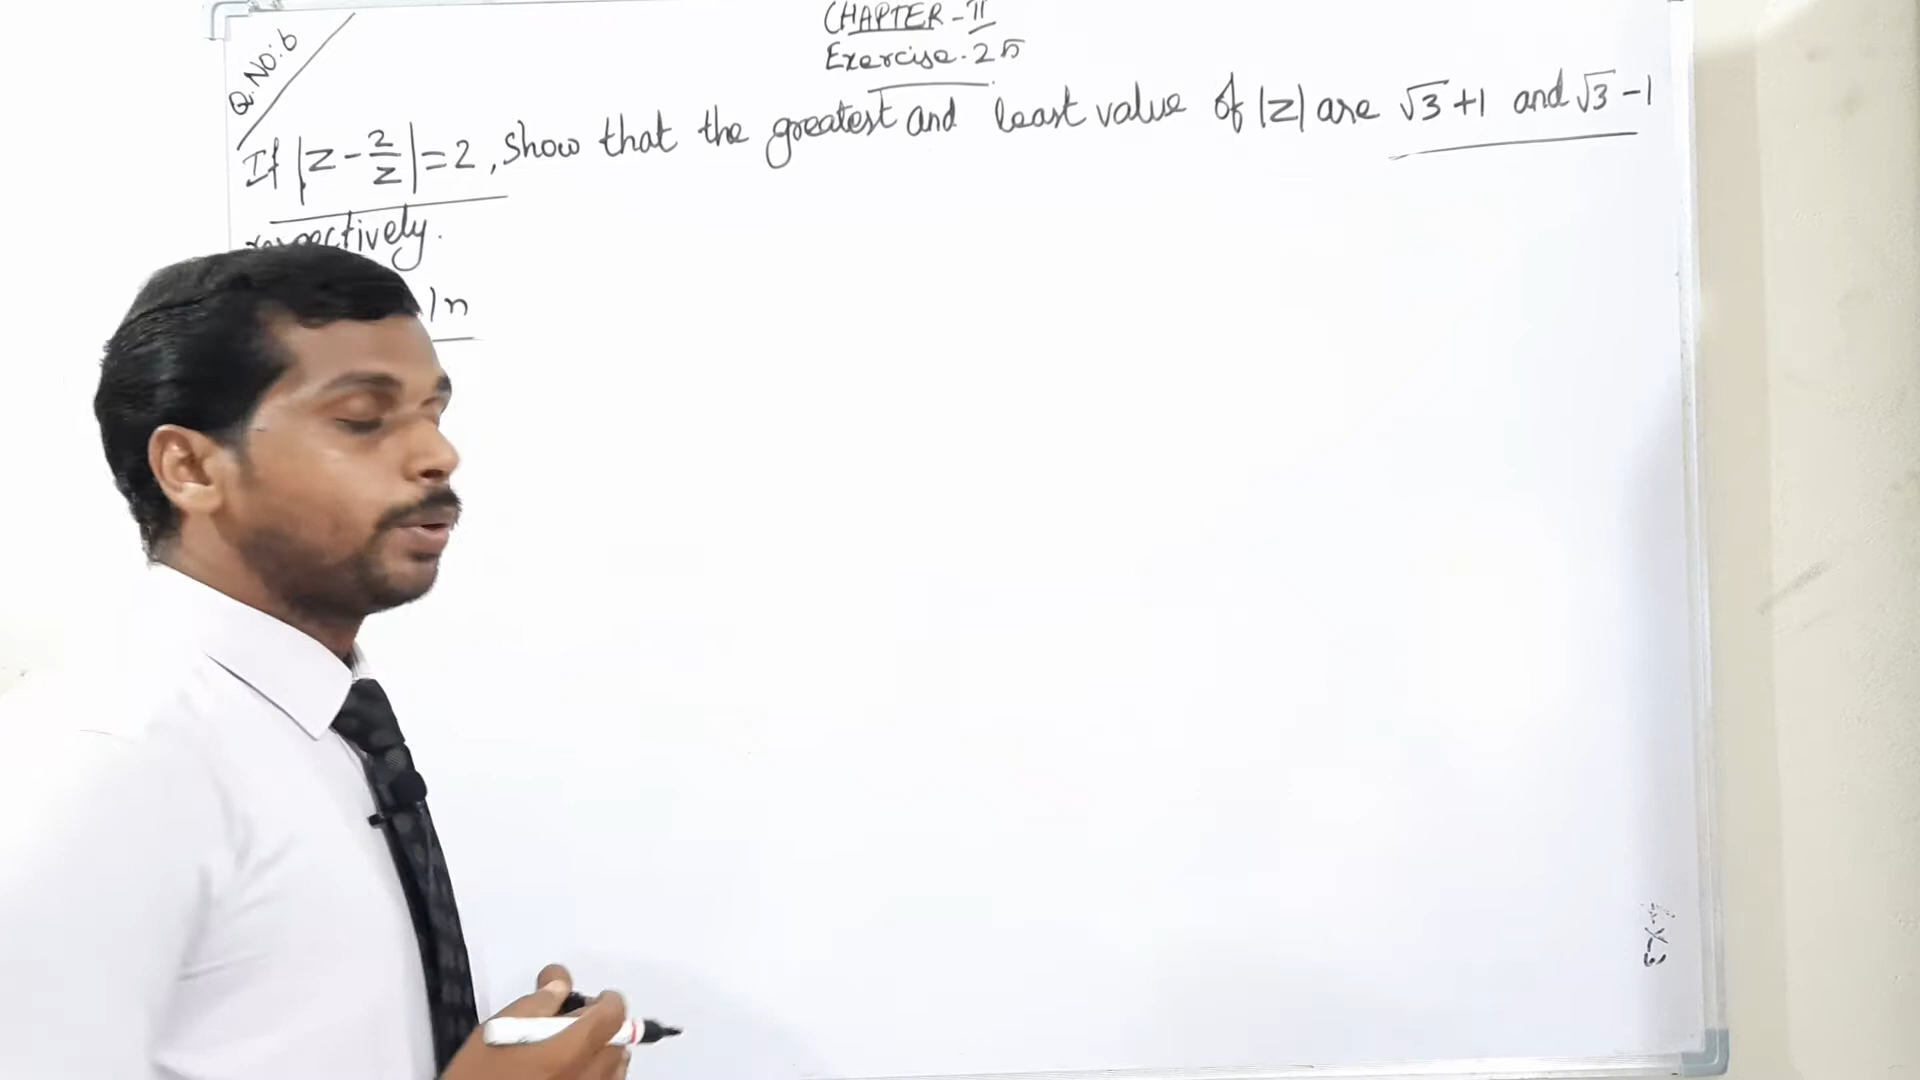 CHAPTER - II
Exercise. 2.5
Q. No: 6
If |z - 2/z| = 2, Show that the greatest and least value of |z| are √3 +1 and √3 -1
respectively.
ln